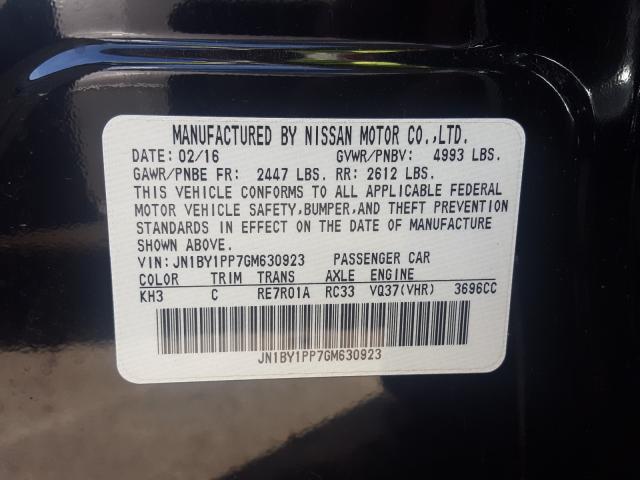 MANUFACTURED BY NISSAN MOTOR CO.,LTD.
DATE: 02/16 GVWR/PNBV: 4993 LBS.
GAWR/PNBE FR: 2447 LBS. RR: 2612 LBS.
THIS VEHICLE CONFORMS TO ALL APPLICABLE FEDERAL
MOTOR VEHICLE SAFETY,BUMPER,AND THEFT PREVENTION
STANDARDS IN EFFECT ON THE DATE OF MANUFACTURE
SHOWN ABOVE.
VIN: JN1BY1PP7GM630923 PASSENGER CAR
COLOR TRIM TRANS AXLE ENGINE
KH3 C RE7R01A RC33 VQ37(VHR) 3696CC
JN1BY1PP7GM630923